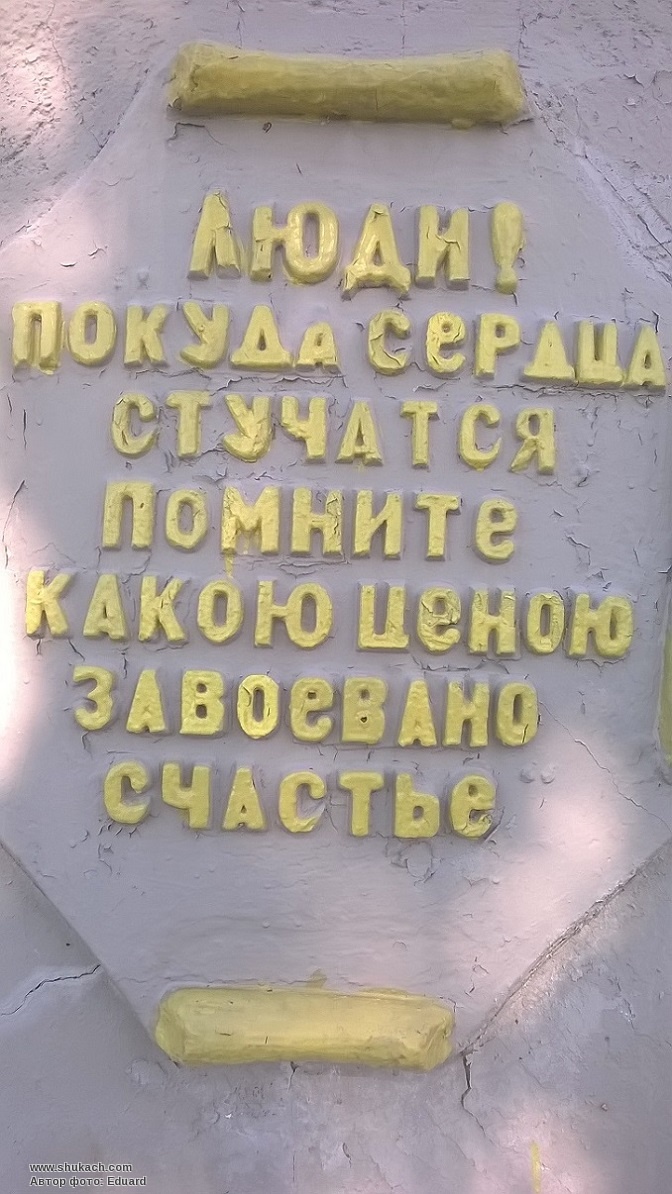 ЛЮДИ!
ПОКУДА СЕРДЦА
СТУЧАТСЯ
ПОМНИТЕ
КАКОЮ ЦЕНОЮ
ЗАВОЕВАНО
СЧАСТЬЕ
www.shukach.com
Автор фото: Eduard